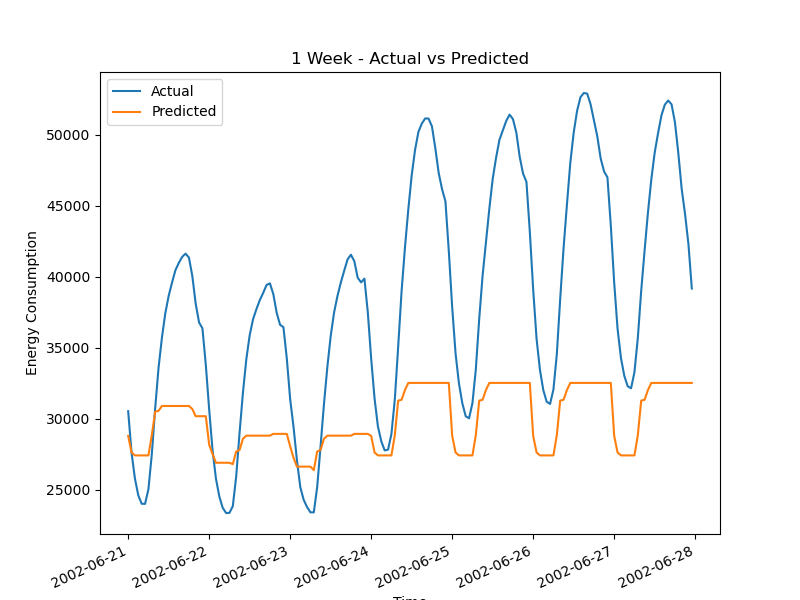 1 Week - Actual vs Predicted
Actual
Predicted
50000
45000
40000
35000
30000
25000
Energy Consumption
2002-06-21
2002-06-22
2002-06-23
2002-06-24
2002-06-25
2002-06-26
2002-06-27
2002-06-28
Time